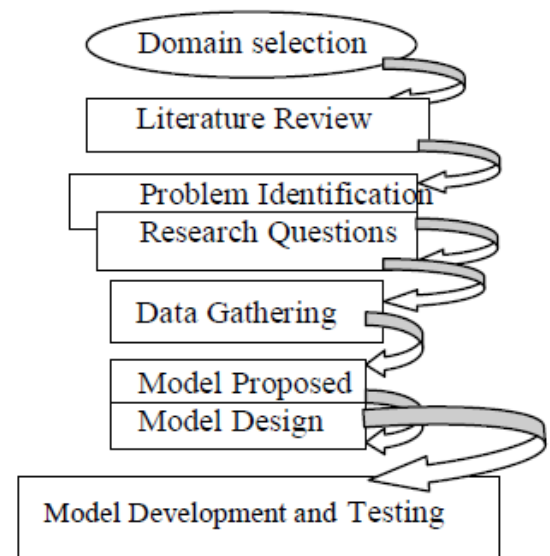 Domain selection
Literature Review
Problem Identification
Research Questions
Data Gathering
Model Proposed
Model Design
Model Development and Testing